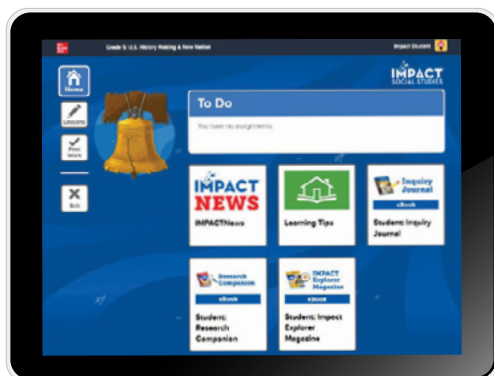 Grade 5: U.S. History Making A New Nation
Impact Student
Home
IMPACT
SOCIAL STUDIES
Lessons
To Do
You have no assignments.
Past
Work
Exit
IMPACT
NEWS
IMPACTNews
Learning Tips
Inquiry
Journal
eBook
Student: Inquiry
Journal
Research
Companion
eBook
Student:
Research
Companion
IMPACT
Explorer
Magazine
eBook
Student: Impact
Explorer
Magazine